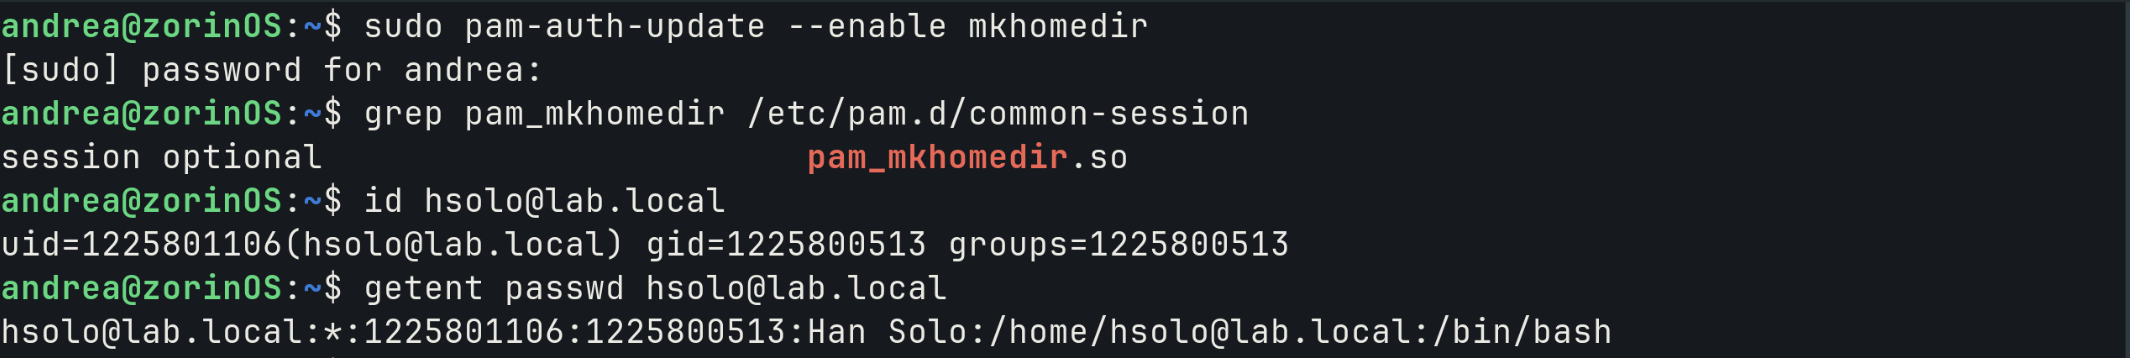 andrea@zorinOS:~$ sudo pam-auth-update --enable mkhomedir
[sudo] password for andrea:
andrea@zorinOS:~$ grep pam_mkhomedir /etc/pam.d/common-session
session optional                        pam_mkhomedir.so
andrea@zorinOS:~$ id hsolo@lab.local
uid=1225801106(hsolo@lab.local) gid=1225800513 groups=1225800513
andrea@zorinOS:~$ getent passwd hsolo@lab.local
hsolo@lab.local:*:1225801106:1225800513:Han Solo:/home/hsolo@lab.local:/bin/bash